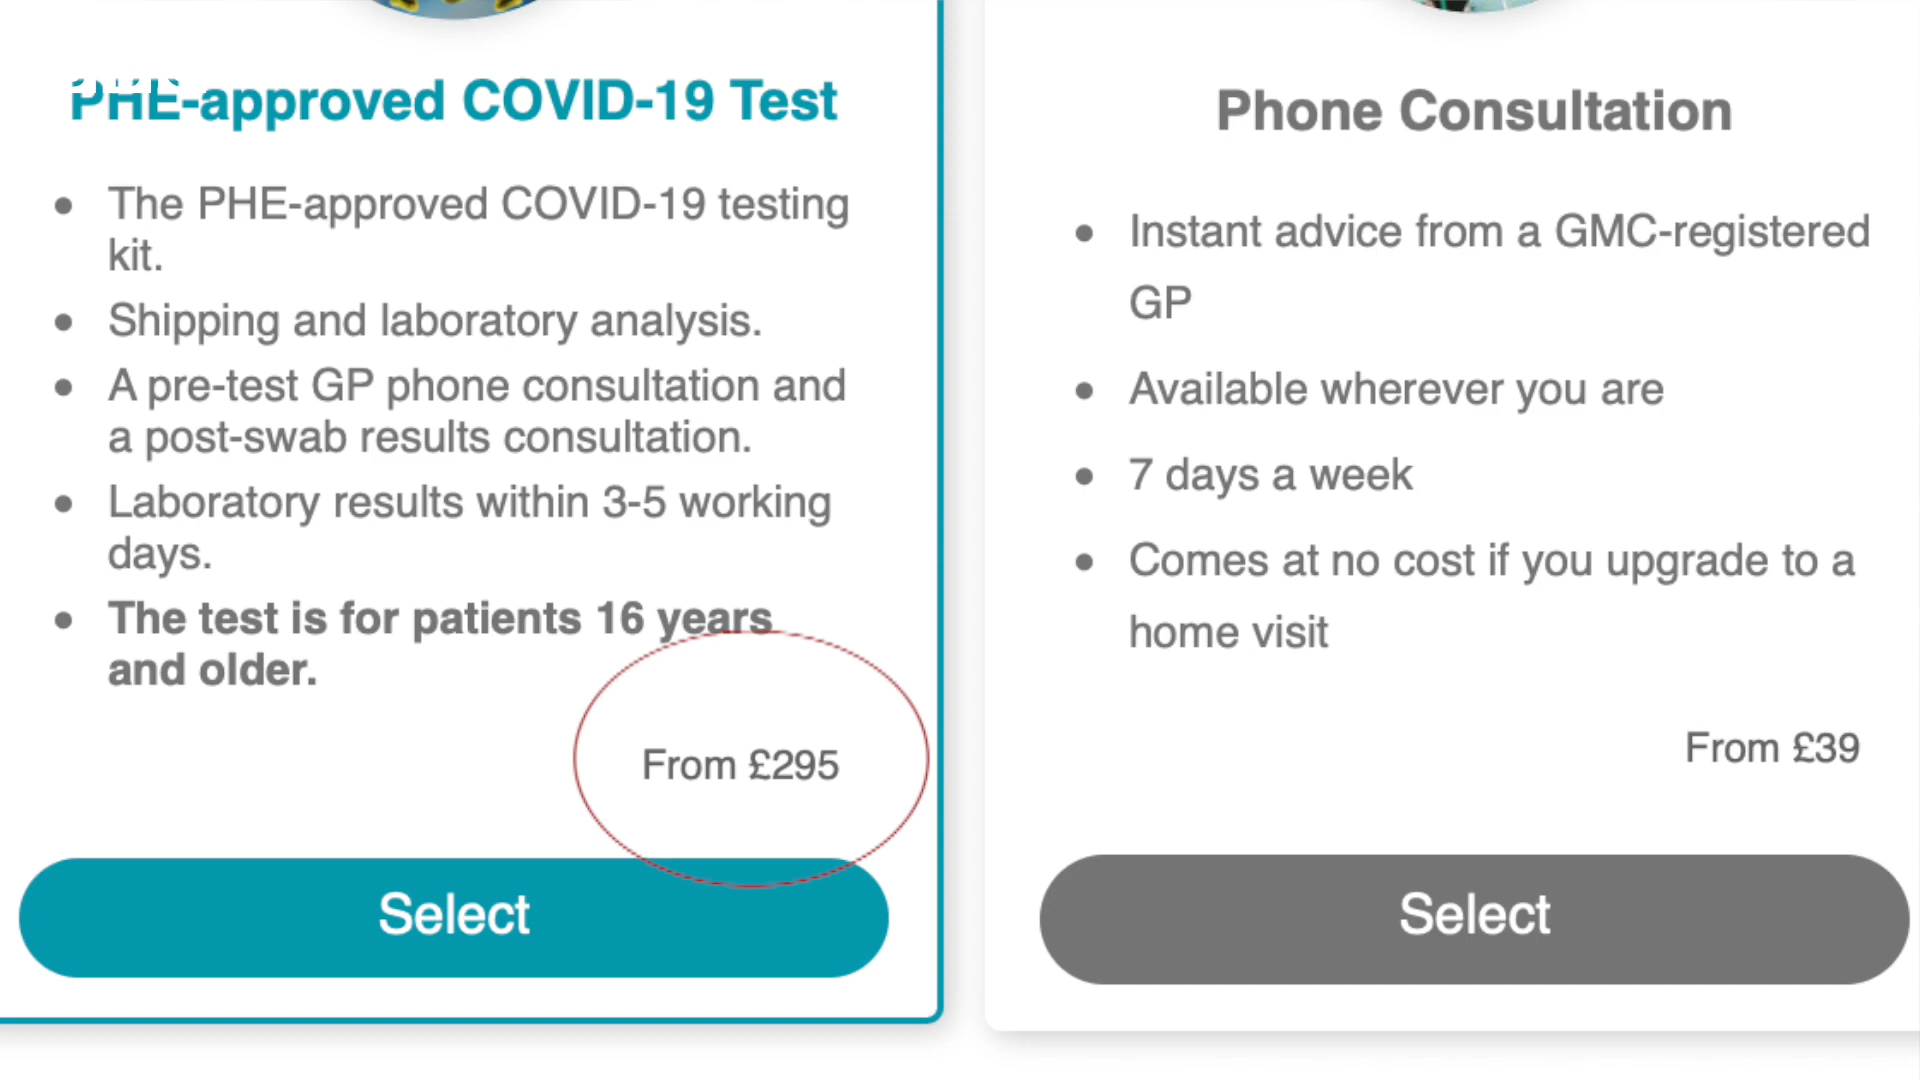 PHE-approved COVID-19 Test
The PHE-approved COVID-19 testing
kit.
Shipping and laboratory analysis.
A pre-test GP phone consultation and
a post-swab results consultation.
Laboratory results within 3-5 working
days.
The test is for patients 16 years
and older.
From £295
Select
Phone Consultation
Instant advice from a GMC-registered
GP
Available wherever you are
7 days a week
Comes at no cost if you upgrade to a
home visit
From £39
Select